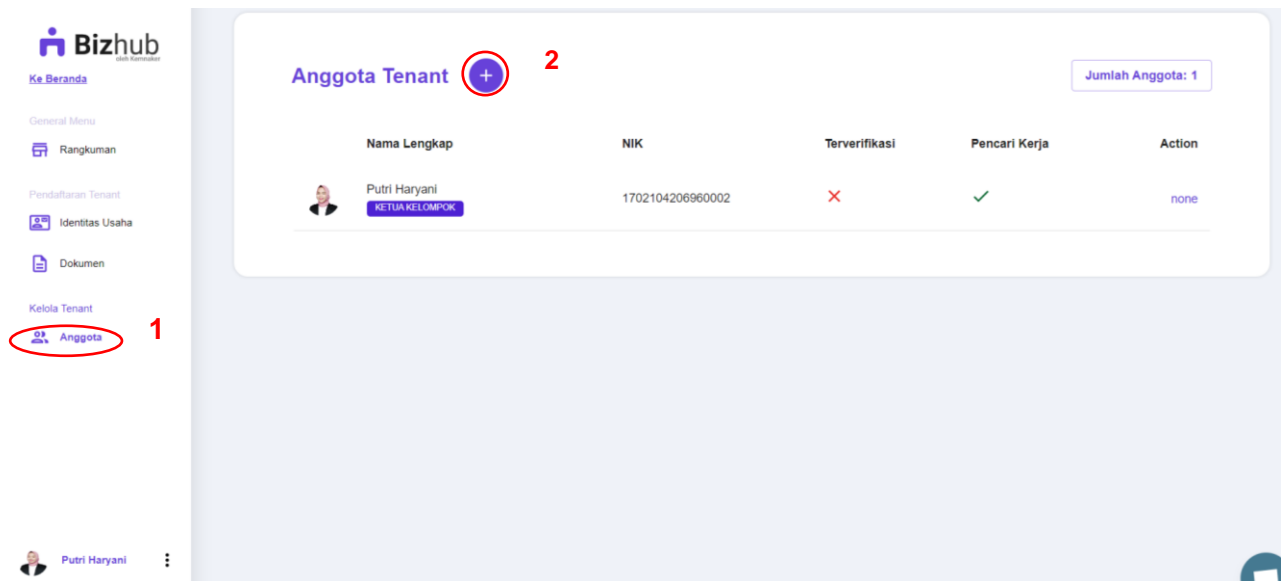 Bizhub
oleh Kemnaker
Ke Beranda
General Menu
Rangkuman
Pendaftaran Tenant
Identitas Usaha
Dokumen
Kelola Tenant
Anggota
1
Putri Haryani
Anggota Tenant +
2
Jumlah Anggota: 1
Nama Lengkap NIK Terverifikasi Pencari Kerja Action
Putri Haryani
KETUA KELOMPOK
1702104206960002
none